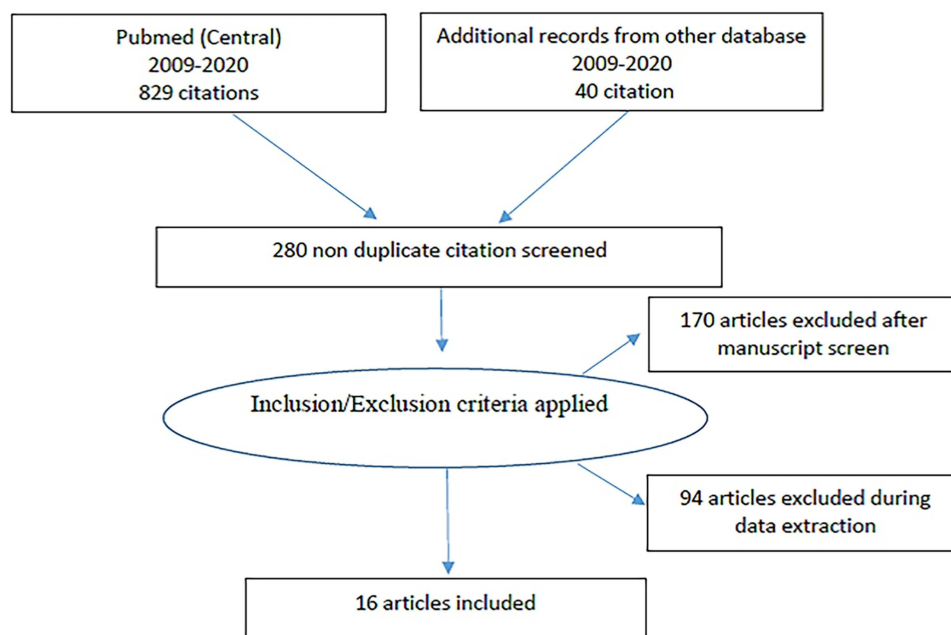 Pubmed (Central)
2009-2020
829 citations
Additional records from other database
2009-2020
40 citation
280 non duplicate citation screened
170 articles excluded after
manuscript screen
Inclusion/Exclusion criteria applied
94 articles excluded during
data extraction
16 articles included